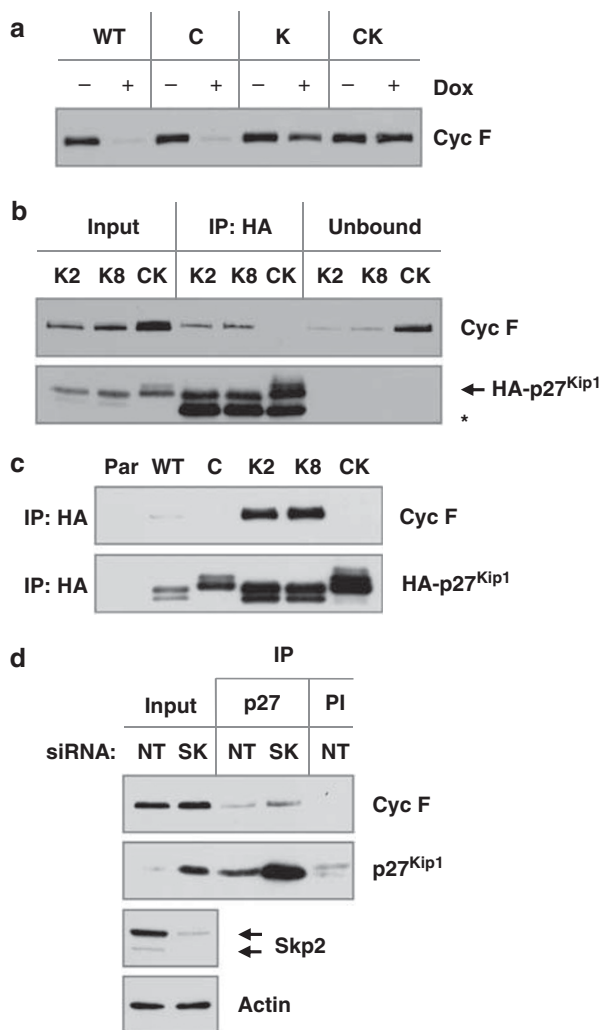 a
WT C K CK
– + – + – + – + Dox
Cyc F
b
Input IP: HA Unbound
K2 K8 CK K2 K8 CK K2 K8 CK
Cyc F
HA-p27Kip1
*
c
Par WT C K2 K8 CK
IP: HA Cyc F
IP: HA HA-p27Kip1
d
IP
Input p27 PI
siRNA: NT SK NT SK NT
Cyc F
p27Kip1
Skp2
Actin